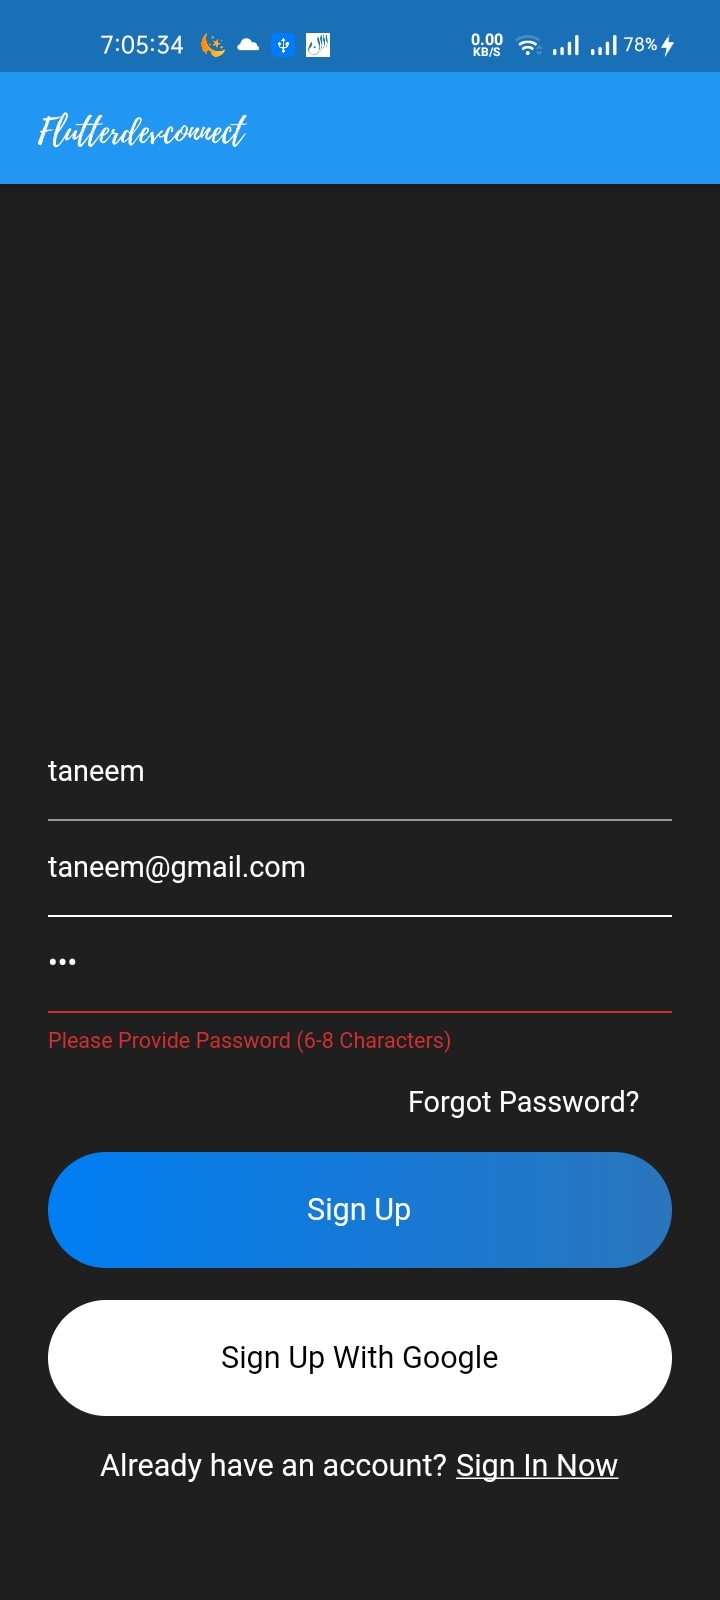 7:05:34 0.00 KB/S 78%
Flutterdevconnect
taneem
taneem@gmail.com
•••
Please Provide Password (6-8 Characters)
Forgot Password?
Sign Up
Sign Up With Google
Already have an account? Sign In Now